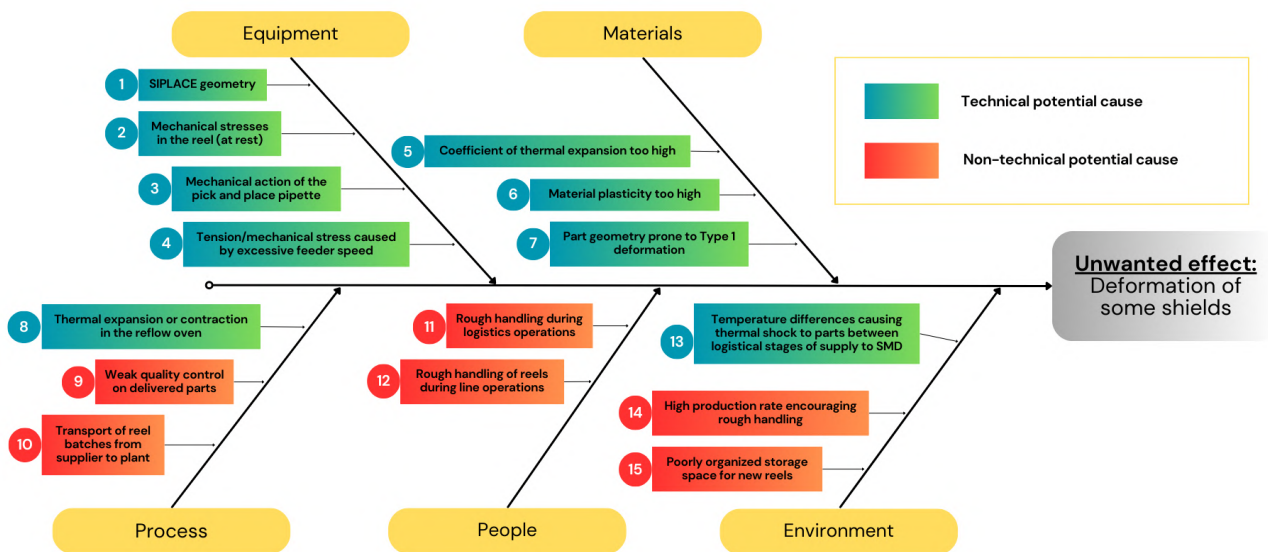 Equipment
Materials
1
SIPLACE geometry
2
Mechanical stresses
in the reel (at rest)
3
Mechanical action of the
pick and place pipette
4
Tension/mechanical stress caused
by excessive feeder speed
5
Coefficient of thermal expansion too high
6
Material plasticity too high
7
Part geometry prone to Type 1
deformation
Technical potential cause
Non-technical potential cause
Unwanted effect:
Deformation of
some shields
8
Thermal expansion or contraction
in the reflow oven
9
Weak quality control
on delivered parts
10
Transport of reel
batches from
supplier to plant
11
Rough handling during
logistics operations
12
Rough handling of reels
during line operations
13
Temperature differences causing
thermal shock to parts between
logistical stages of supply to SMD
14
High production rate encouraging
rough handling
15
Poorly organized storage
space for new reels
Process
People
Environment